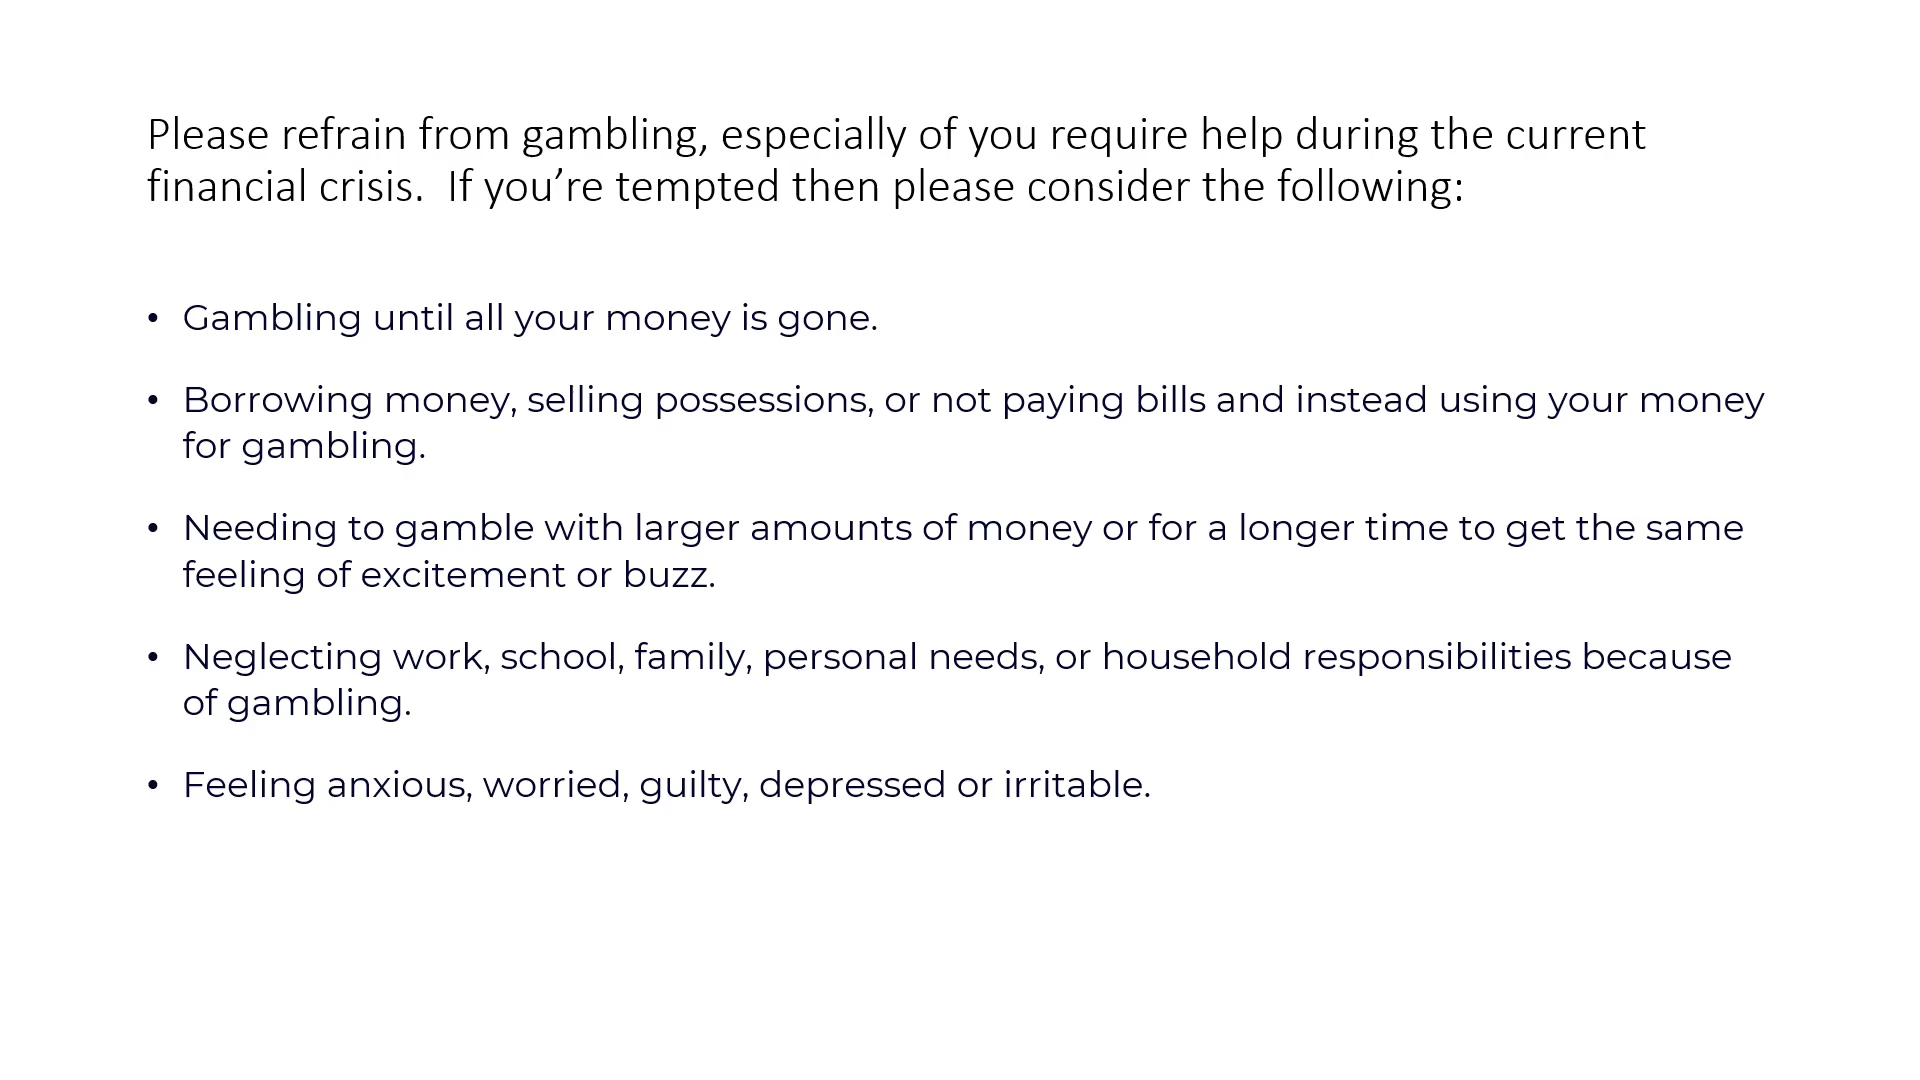 Please refrain from gambling, especially of you require help during the current
financial crisis.  If you’re tempted then please consider the following:
• Gambling until all your money is gone.
• Borrowing money, selling possessions, or not paying bills and instead using your money
for gambling.
• Needing to gamble with larger amounts of money or for a longer time to get the same
feeling of excitement or buzz.
• Neglecting work, school, family, personal needs, or household responsibilities because
of gambling.
• Feeling anxious, worried, guilty, depressed or irritable.